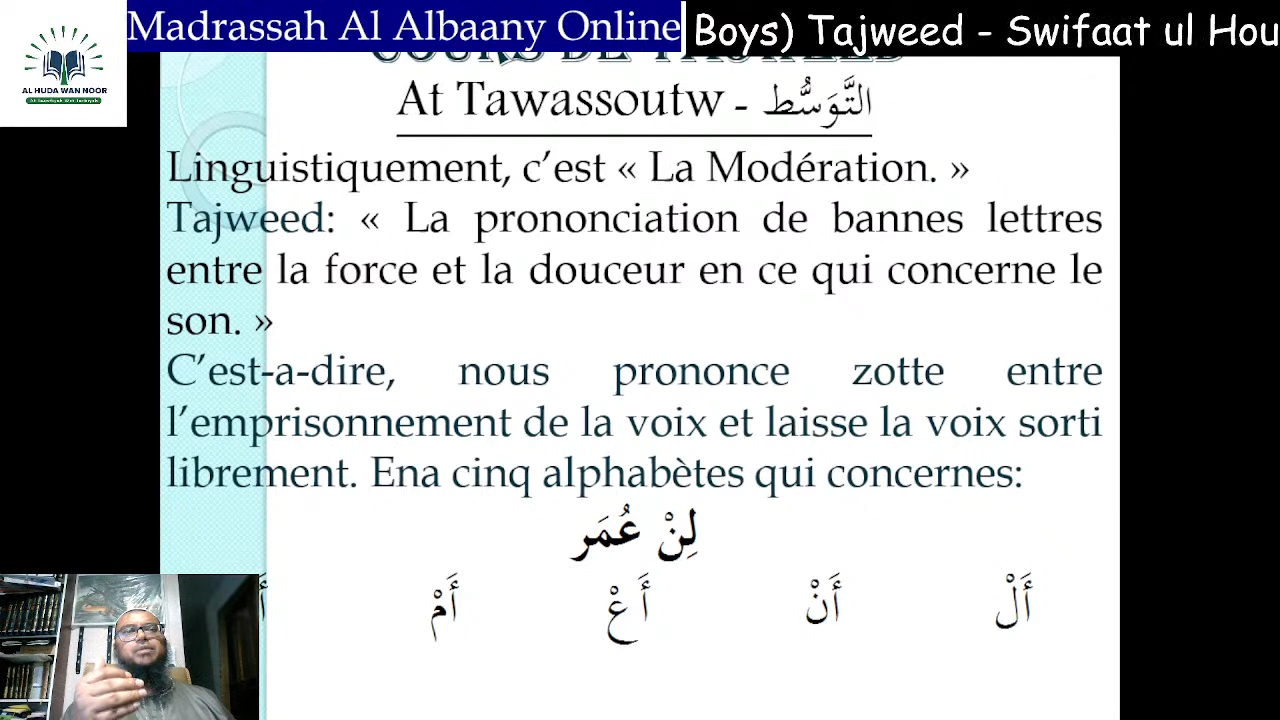 Madrassah Al Albaany Online
Boys) Tajweed - Swifaat ul Hou
AL HUDA WAN NOOR
COURS DE TAJWEED
At Tawassoutw - التَّوَسُّط
Linguistiquement, c’est « La Modération. »
Tajweed: « La prononciation de bannes lettres
entre la force et la douceur en ce qui concerne le
son. »
C’est-a-dire, nous prononce zotte entre
l’emprisonnement de la voix et laisse la voix sorti
librement. Ena cinq alphabètes qui concernes:
لِنْ عُمَر
أَلْ أَنْ أَعْ أَمْ